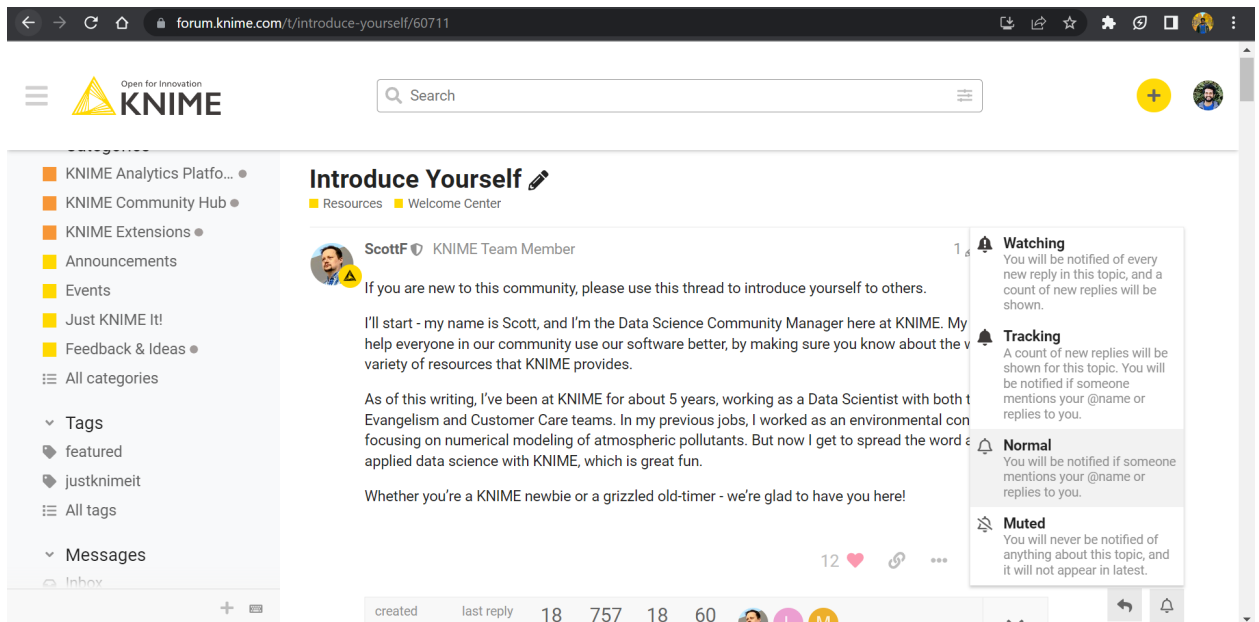 forum.knime.com/t/introduce-yourself/60711
Open for Innovation
KNIME
Search
Categories
KNIME Analytics Platfo...
KNIME Community Hub
KNIME Extensions
Announcements
Events
Just KNIME It!
Feedback & Ideas
All categories
Tags
featured
justknimeit
All tags
Messages
Inbox
Introduce Yourself
Resources Welcome Center
ScottF KNIME Team Member 1
If you are new to this community, please use this thread to introduce yourself to others.
I'll start - my name is Scott, and I'm the Data Science Community Manager here at KNIME. My
help everyone in our community use our software better, by making sure you know about the
variety of resources that KNIME provides.
As of this writing, I've been at KNIME for about 5 years, working as a Data Scientist with both
Evangelism and Customer Care teams. In my previous jobs, I worked as an environmental
focusing on numerical modeling of atmospheric pollutants. But now I get to spread the word
applied data science with KNIME, which is great fun.
Whether you're a KNIME newbie or a grizzled old-timer - we're glad to have you here!
12
created last reply 18 757 18 60
L M
Watching
You will be notified of every
new reply in this topic, and a
count of new replies will be
shown.
Tracking
A count of new replies will be
shown for this topic. You will
be notified if someone
mentions your @name or
replies to you.
Normal
You will be notified if someone
mentions your @name or
replies to you.
Muted
You will never be notified of
anything about this topic, and
it will not appear in latest.